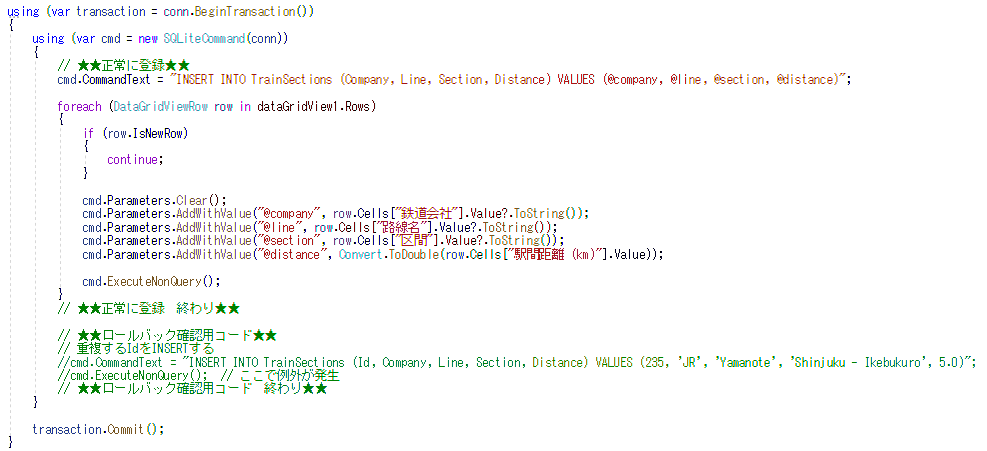 using (var transaction = conn.BeginTransaction())
{
using (var cmd = new SQLiteCommand(conn))
{
// ★★正常に登録★★
cmd.CommandText = "INSERT INTO TrainSections (Company, Line, Section, Distance) VALUES (@company, @line, @section, @distance)";
foreach (DataGridViewRow row in dataGridView1.Rows)
{
if (row.IsNewRow)
{
continue;
}
cmd.Parameters.Clear();
cmd.Parameters.AddWithValue("@company", row.Cells["鉄道会社"].Value?.ToString());
cmd.Parameters.AddWithValue("@line", row.Cells["路線名"].Value?.ToString());
cmd.Parameters.AddWithValue("@section", row.Cells["区間"].Value?.ToString());
cmd.Parameters.AddWithValue("@distance", Convert.ToDouble(row.Cells["駅間距離 (km)"].Value));
cmd.ExecuteNonQuery();
}
// ★★正常に登録　終わり★★
// ★★ロールバック確認用コード★★
// 重複するIdをINSERTする
//cmd.CommandText = "INSERT INTO TrainSections (Id, Company, Line, Section, Distance) VALUES (235, 'JR', 'Yamanote', 'Shinjuku - Ikebukuro', 5.0)";
//cmd.ExecuteNonQuery();  // ここで例外が発生
// ★★ロールバック確認用コード　終わり★★
}
transaction.Commit();
}